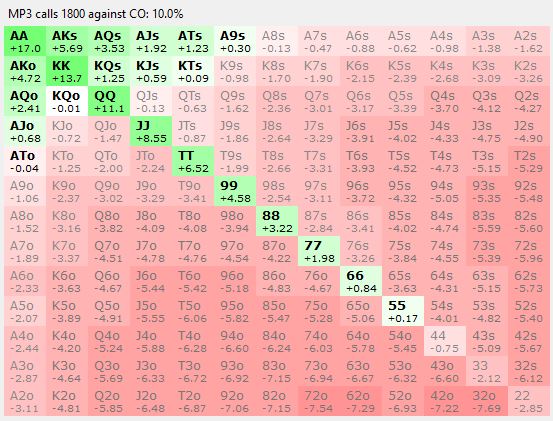 MP3 calls 1800 against CO: 10.0%
AA AKs AQs AJs ATs A9s A8s A7s A6s A5s A4s A3s A2s
+17.0 +5.69 +3.53 +1.92 +1.23 +0.30 -0.13 -0.47 -0.88 -0.62 -0.98 -1.38 -1.62
AKo KK KQs KJs KTs K9s K8s K7s K6s K5s K4s K3s K2s
+4.72 +13.7 +1.25 +0.59 +0.09 -0.98 -1.70 -1.90 -2.15 -2.39 -2.68 -3.09 -3.26
AQo KQo QQ QJs QTs Q9s Q8s Q7s Q6s Q5s Q4s Q3s Q2s
+2.41 -0.01 +11.1 -0.13 -0.63 -1.62 -2.36 -3.01 -3.17 -3.39 -3.70 -4.12 -4.27
AJo KJo QJo JJ JTs J9s J8s J7s J6s J5s J4s J3s J2s
+0.68 -0.72 -1.47 +8.55 -0.87 -1.86 -2.64 -3.29 -3.91 -4.02 -4.33 -4.75 -4.90
ATo KTo QTo JTo TT T9s T8s T7s T6s T5s T4s T3s T2s
-0.04 -1.25 -2.00 -2.24 +6.52 -1.99 -2.66 -3.31 -3.93 -4.52 -4.73 -5.15 -5.29
A9o K9o Q9o J9o T9o 99 98s 97s 96s 95s 94s 93s 92s
-1.06 -2.37 -3.02 -3.29 -3.41 +4.58 -2.54 -3.11 -3.72 -4.32 -5.05 -5.35 -5.48
A8o K8o Q8o J8o T8o 98o 88 87s 86s 85s 84s 83s 82s
-1.52 -3.16 -3.82 -4.09 -4.08 -3.94 +3.22 -2.84 -3.41 -4.02 -4.74 -5.59 -5.60
A7o K7o Q7o J7o T7o 97o 87o 77 76s 75s 74s 73s 72s
-1.89 -3.37 -4.51 -4.78 -4.76 -4.54 -4.22 +1.98 -3.26 -3.84 -4.55 -5.39 -5.96
A6o K6o Q6o J6o T6o 96o 86o 76o 66 65s 64s 63s 62s
-2.33 -3.63 -4.67 -5.44 -5.42 -5.18 -4.83 -4.67 +0.84 -3.63 -4.31 -5.15 -5.73
A5o K5o Q5o J5o T5o 95o 85o 75o 65o 55 54s 53s 52s
-2.07 -3.89 -4.91 -5.55 -6.06 -5.82 -5.47 -5.28 -5.06 +0.17 -4.01 -4.82 -5.40
A4o K4o Q4o J4o T4o 94o 84o 74o 64o 54o 44 43s 42s
-2.44 -4.20 -5.24 -5.88 -6.28 -6.60 -6.24 -6.03 -5.78 -5.45 -0.75 -5.09 -5.67
A3o K3o Q3o J3o T3o 93o 83o 73o 63o 53o 43o 33 32s
-2.87 -4.64 -5.69 -6.33 -6.72 -6.92 -7.15 -6.94 -6.67 -6.32 -6.60 -2.12 -6.12
A2o K2o Q2o J2o T2o 92o 82o 72o 62o 52o 42o 32o 22
-3.11 -4.81 -5.85 -6.48 -6.87 -7.06 -7.15 -7.54 -7.29 -6.93 -7.22 -7.69 -2.85